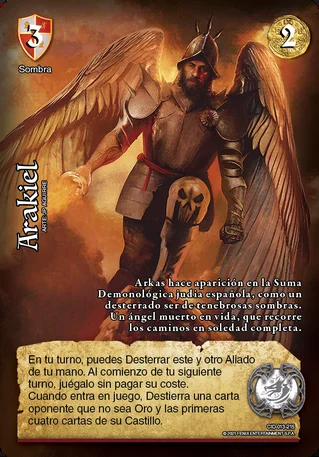 3
2
Sombra
Arakiel
Arkas hace aparición en la Suma
Demonológica judía española, como un
desterrado ser de tenebrosas sombras.
Un ángel muerto en vida, que recorre
los caminos en soledad completa.
En tu turno, puedes Desterrar este y otro Aliado
de tu mano. Al comienzo de tu siguiente
turno, juégalo sin pagar su coste.
Cuando entra en juego, Destierra una carta
oponente que no sea Oro y las primeras
cuatro cartas de su Castillo.
© 2021 FENIX ENTERTAINMENT S.P.A.